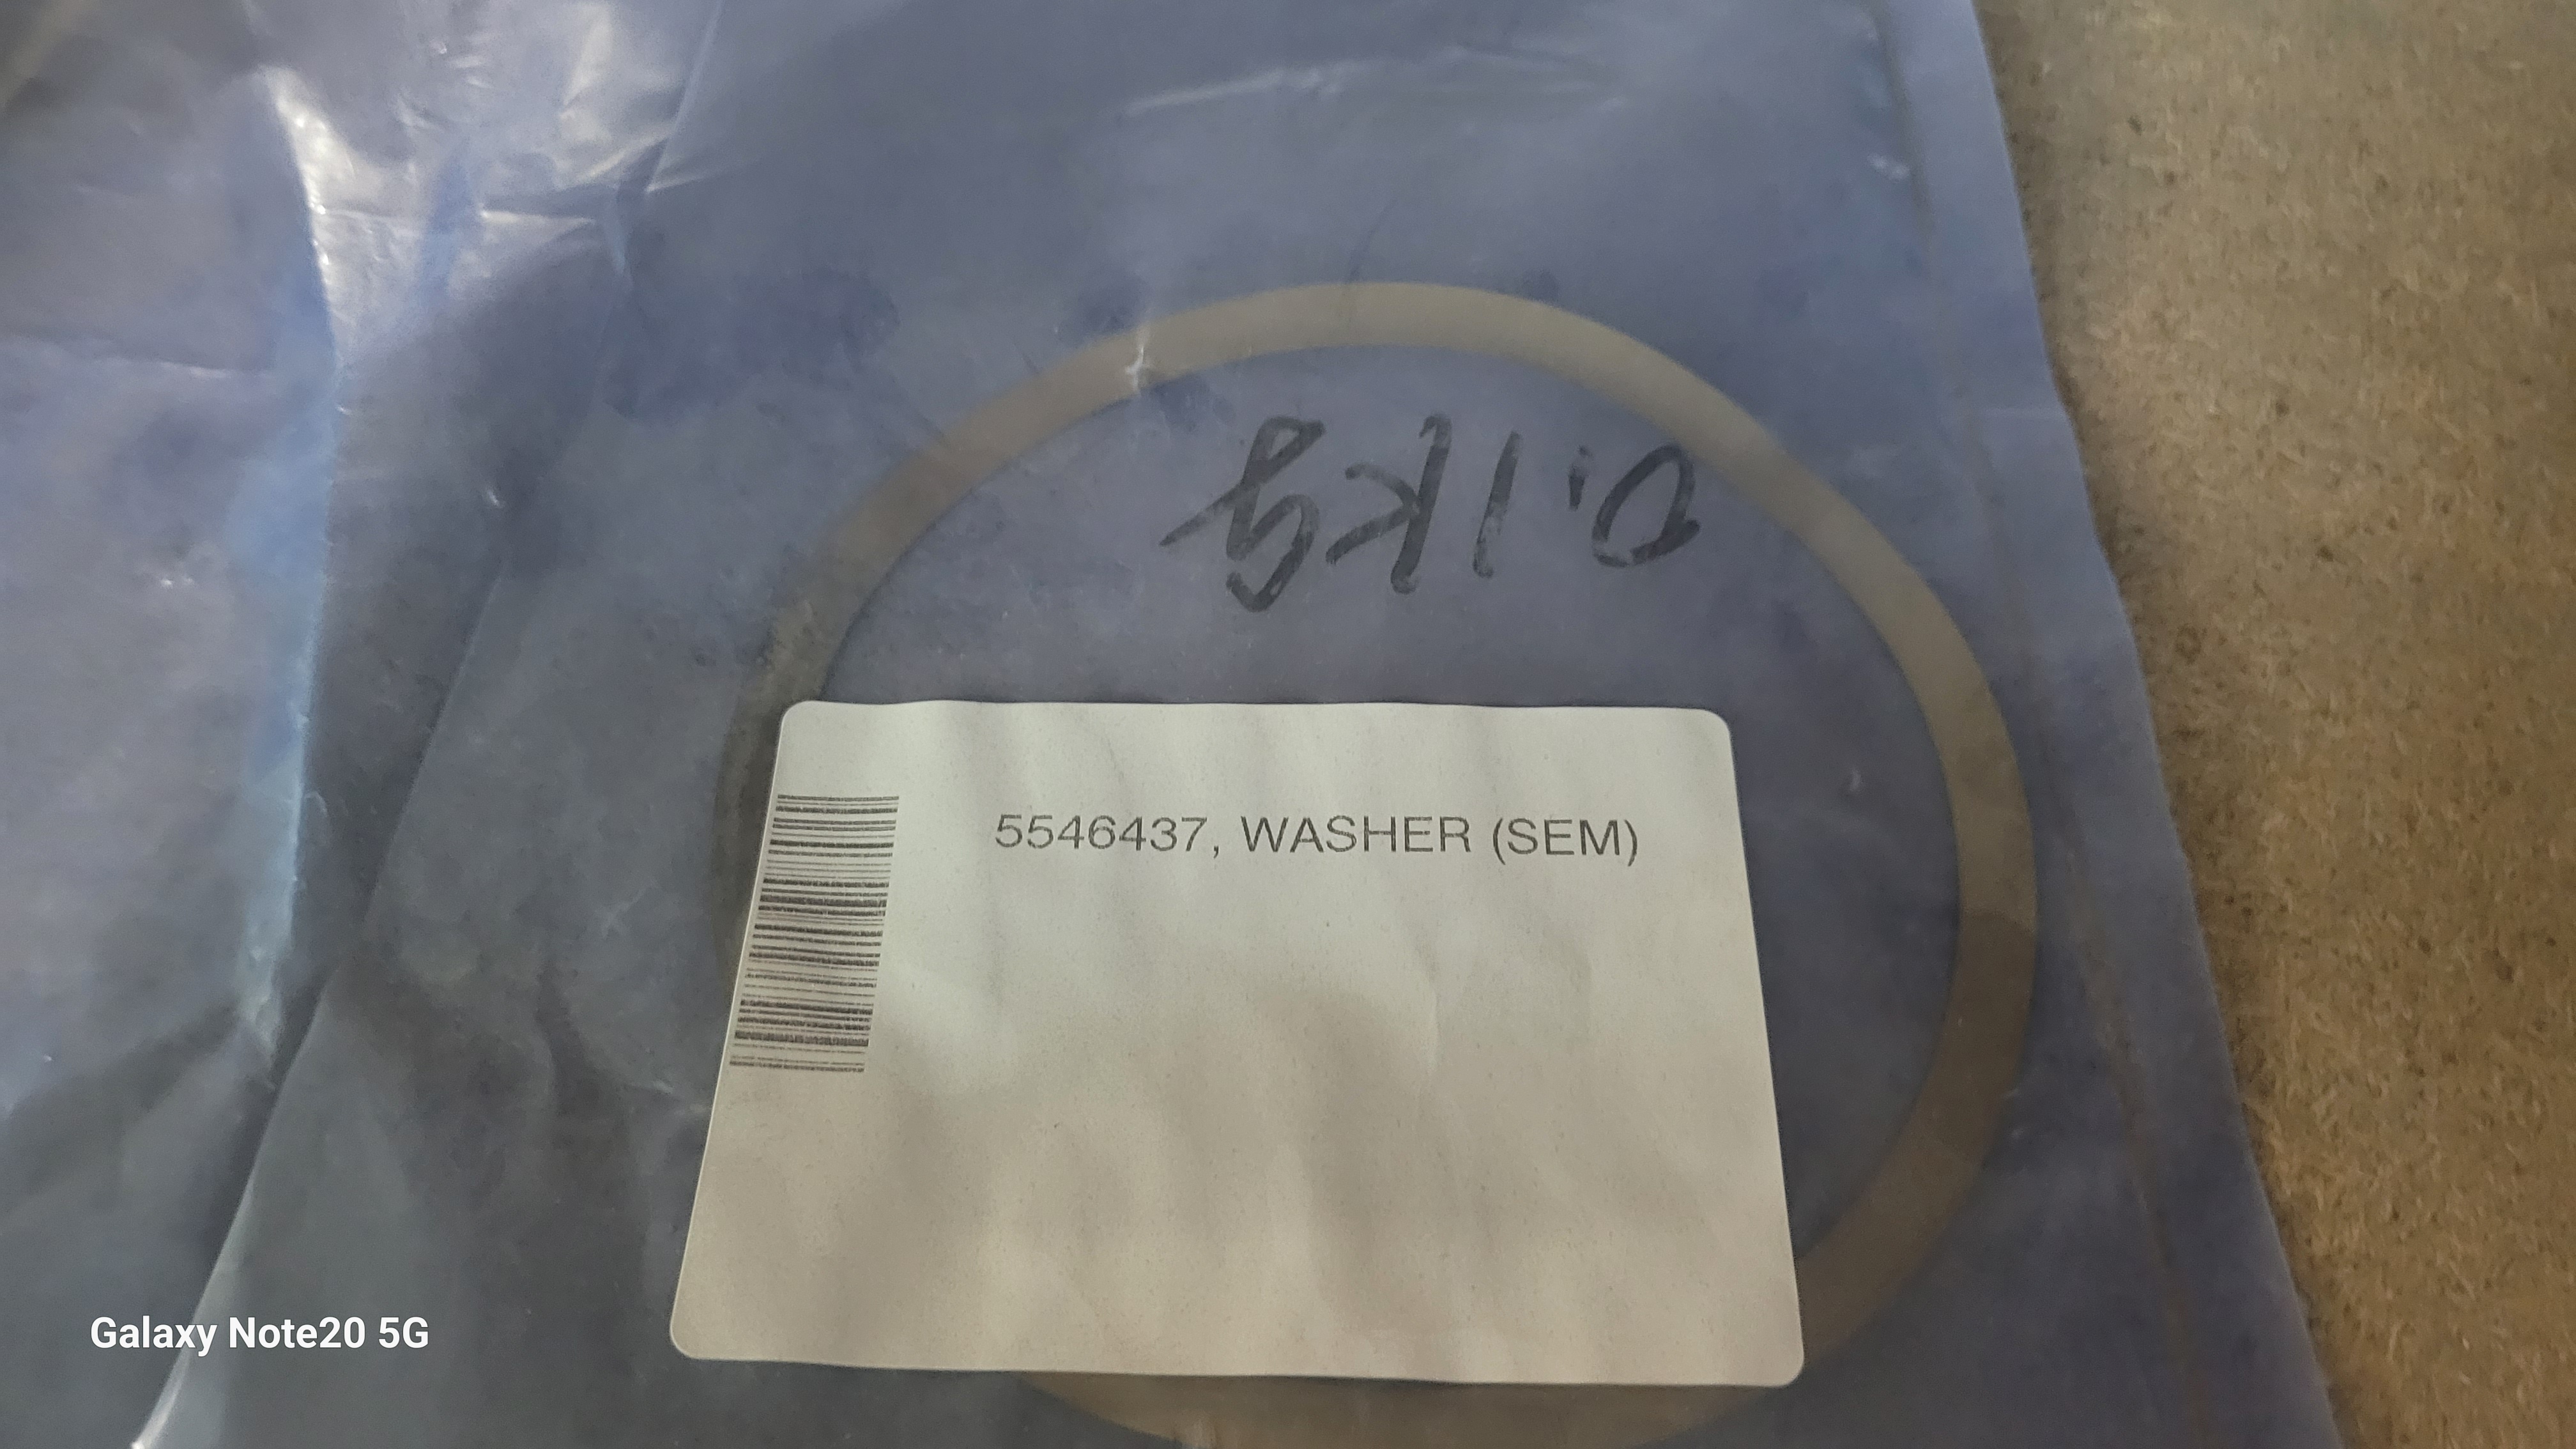 0.1kg
5546437, WASHER (SEM)
Galaxy Note20 5G